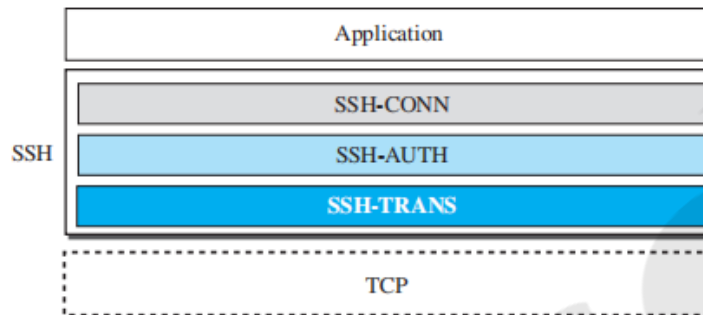 Application
SSH-CONN
SSH
SSH-AUTH
SSH-TRANS
TCP